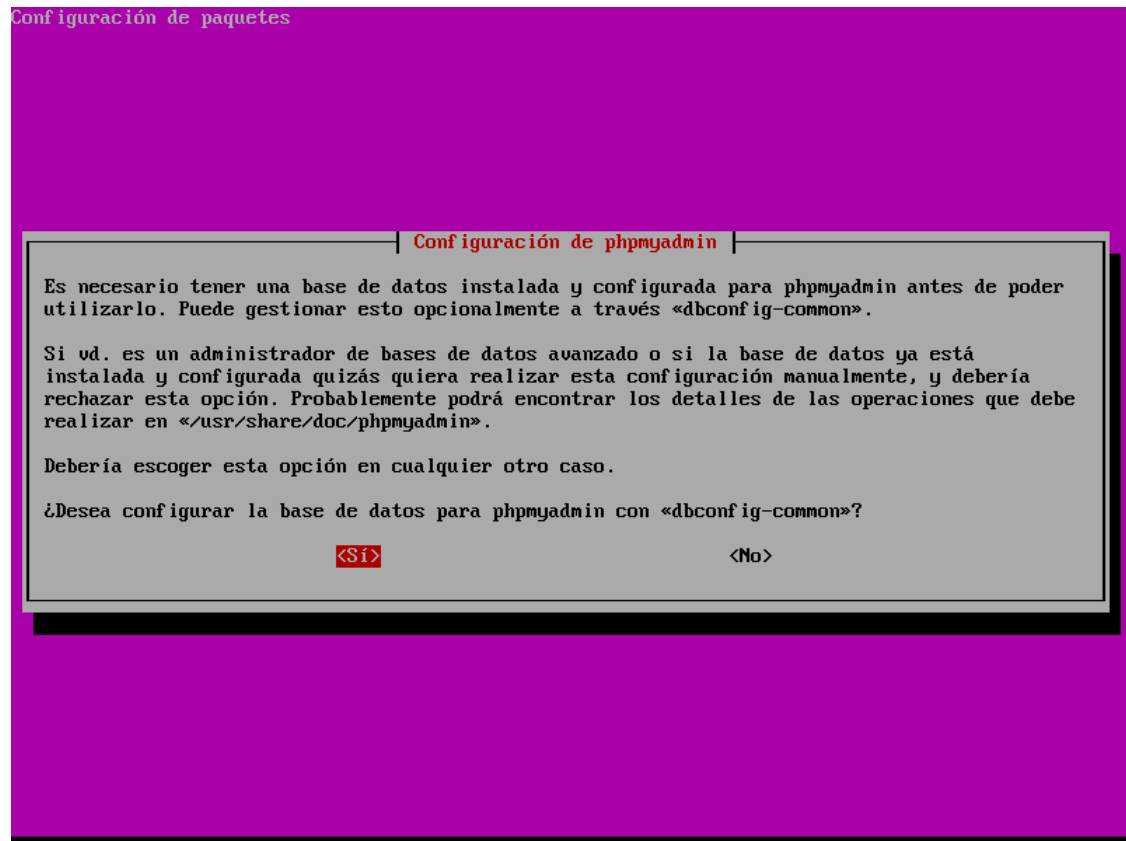 Configuración de paquetes
Configuración de phpmyadmin
Es necesario tener una base de datos instalada y configurada para phpmyadmin antes de poder
utilizarlo. Puede gestionar esto opcionalmente a través «dbconfig-common».
Si vd. es un administrador de bases de datos avanzado o si la base de datos ya está
instalada y configurada quizás quiera realizar esta configuración manualmente, y debería
rechazar esta opción. Probablemente podrá encontrar los detalles de las operaciones que debe
realizar en «/usr/share/doc/phpmyadmin».
Debería escoger esta opción en cualquier otro caso.
¿Desea configurar la base de datos para phpmyadmin con «dbconfig-common»?
<Sí> <No>